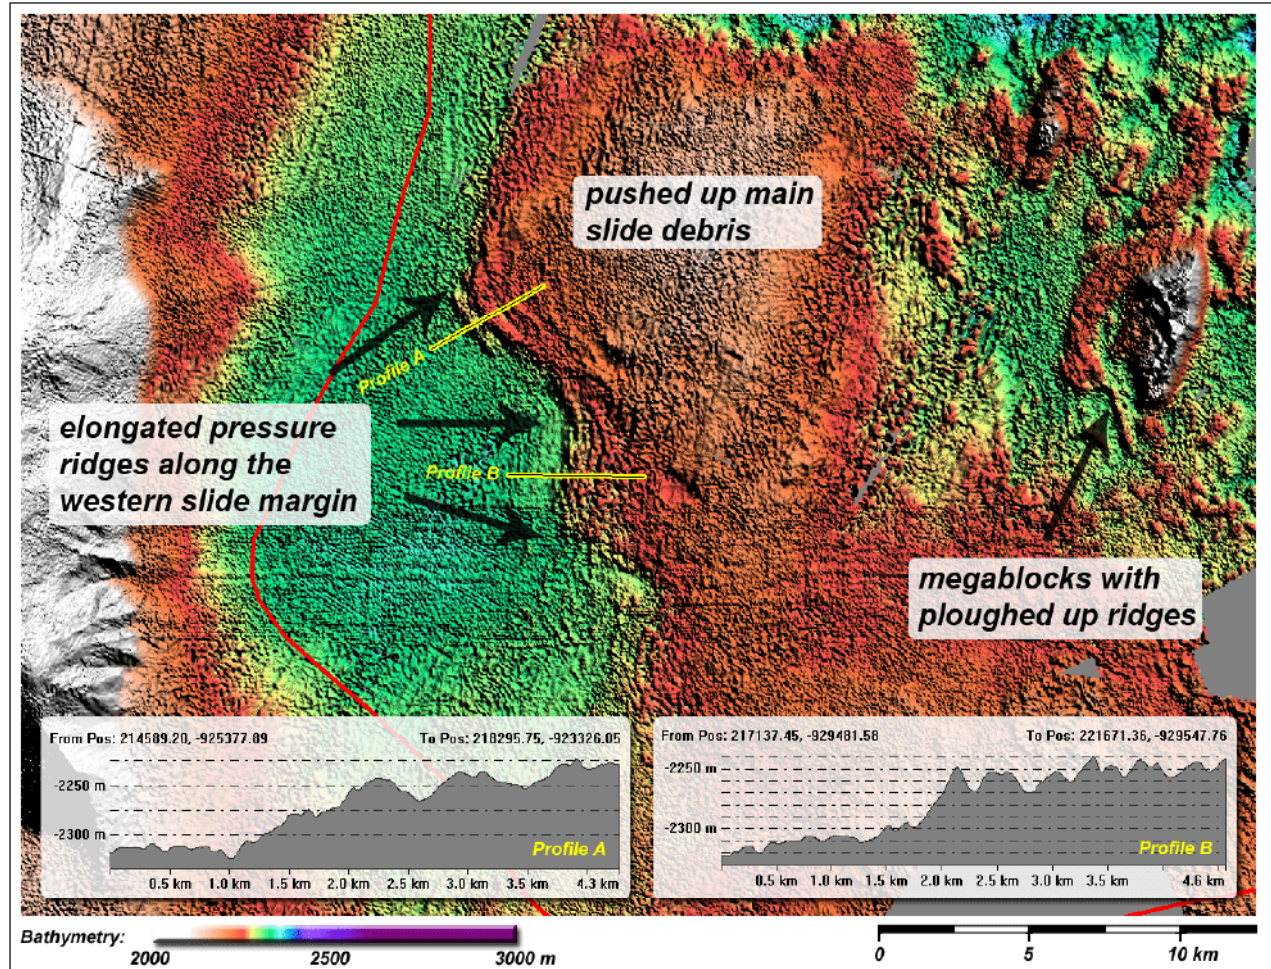 pushed up main
slide debris
Profile A
elongated pressure
ridges along the
western slide margin
Profile B
megablocks with
ploughed up ridges
From Pos: 214589.20, -925377.89 To Pos: 218295.75, -923326.05
-2250 m
-2300 m
Profile A
0.5 km 1.0 km 1.5 km 2.0 km 2.5 km 3.0 km 3.5 km 4.3 km
From Pos: 217137.45, -929481.58 To Pos: 221671.36, -929547.76
-2250 m
-2300 m
Profile B
0.5 km 1.0 km 1.5 km 2.0 km 2.5 km 3.0 km 3.5 km 4.6 km
Bathymetry:
2000 2500 3000 m
0 5 10 km